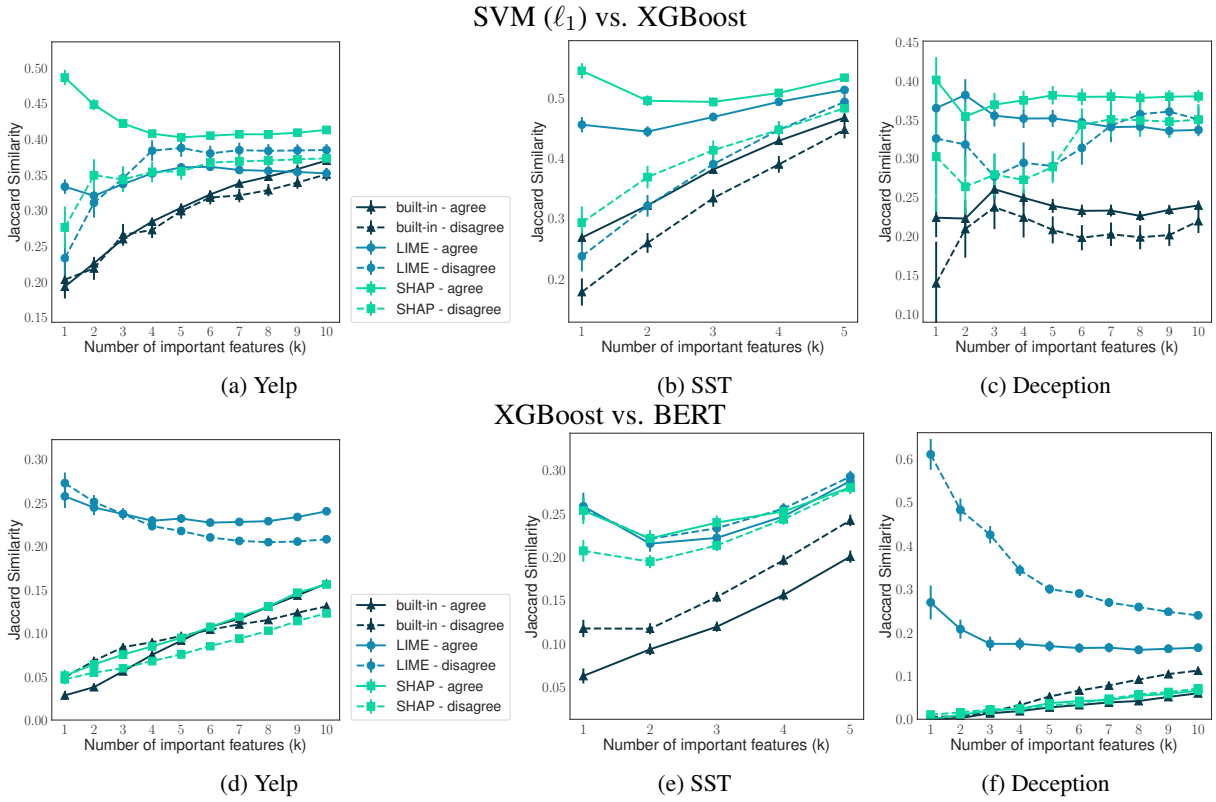 SVM (ℓ₁) vs. XGBoost
Jaccard Similarity
0.50
0.45
0.40
0.35
0.30
0.25
0.20
0.15
1 2 3 4 5 6 7 8 9 10
Number of important features (k)
(a) Yelp
built-in - agree
built-in - disagree
LIME - agree
LIME - disagree
SHAP - agree
SHAP - disagree
Jaccard Similarity
0.5
0.4
0.3
0.2
1 2 3 4 5
Number of important features (k)
(b) SST
Jaccard Similarity
0.45
0.40
0.35
0.30
0.25
0.20
0.15
0.10
1 2 3 4 5 6 7 8 9 10
Number of important features (k)
(c) Deception
XGBoost vs. BERT
Jaccard Similarity
0.30
0.25
0.20
0.15
0.10
0.05
0.00
1 2 3 4 5 6 7 8 9 10
Number of important features (k)
(d) Yelp
built-in - agree
built-in - disagree
LIME - agree
LIME - disagree
SHAP - agree
SHAP - disagree
Jaccard Similarity
0.30
0.25
0.20
0.15
0.10
0.05
1 2 3 4 5
Number of important features (k)
(e) SST
Jaccard Similarity
0.6
0.5
0.4
0.3
0.2
0.1
0.0
1 2 3 4 5 6 7 8 9 10
Number of important features (k)
(f) Deception